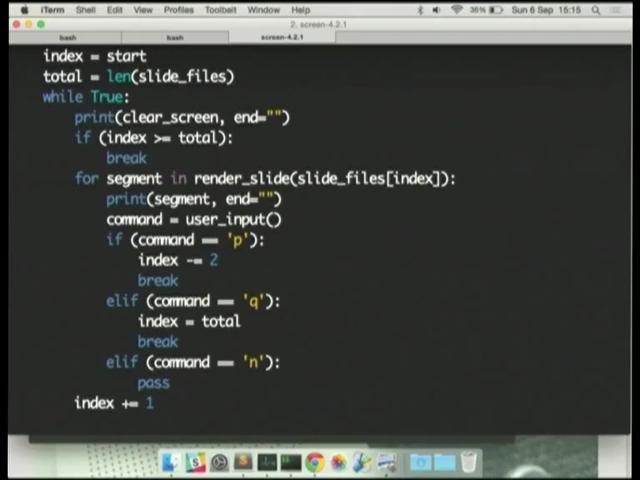 iTerm Shell Edit View Profiles Toolbelt Window Help 36% Sun 6 Sep 15:15
2. screen-4.2.1
bash bash screen-4.2.1
index = start
total = len(slide_files)
while True:
print(clear_screen, end="")
if (index >= total):
break
for segment in render_slide(slide_files[index]):
print(segment, end="")
command = user_input()
if (command == 'p'):
index -= 2
break
elif (command == 'q'):
index = total
break
elif (command == 'n'):
pass
index += 1